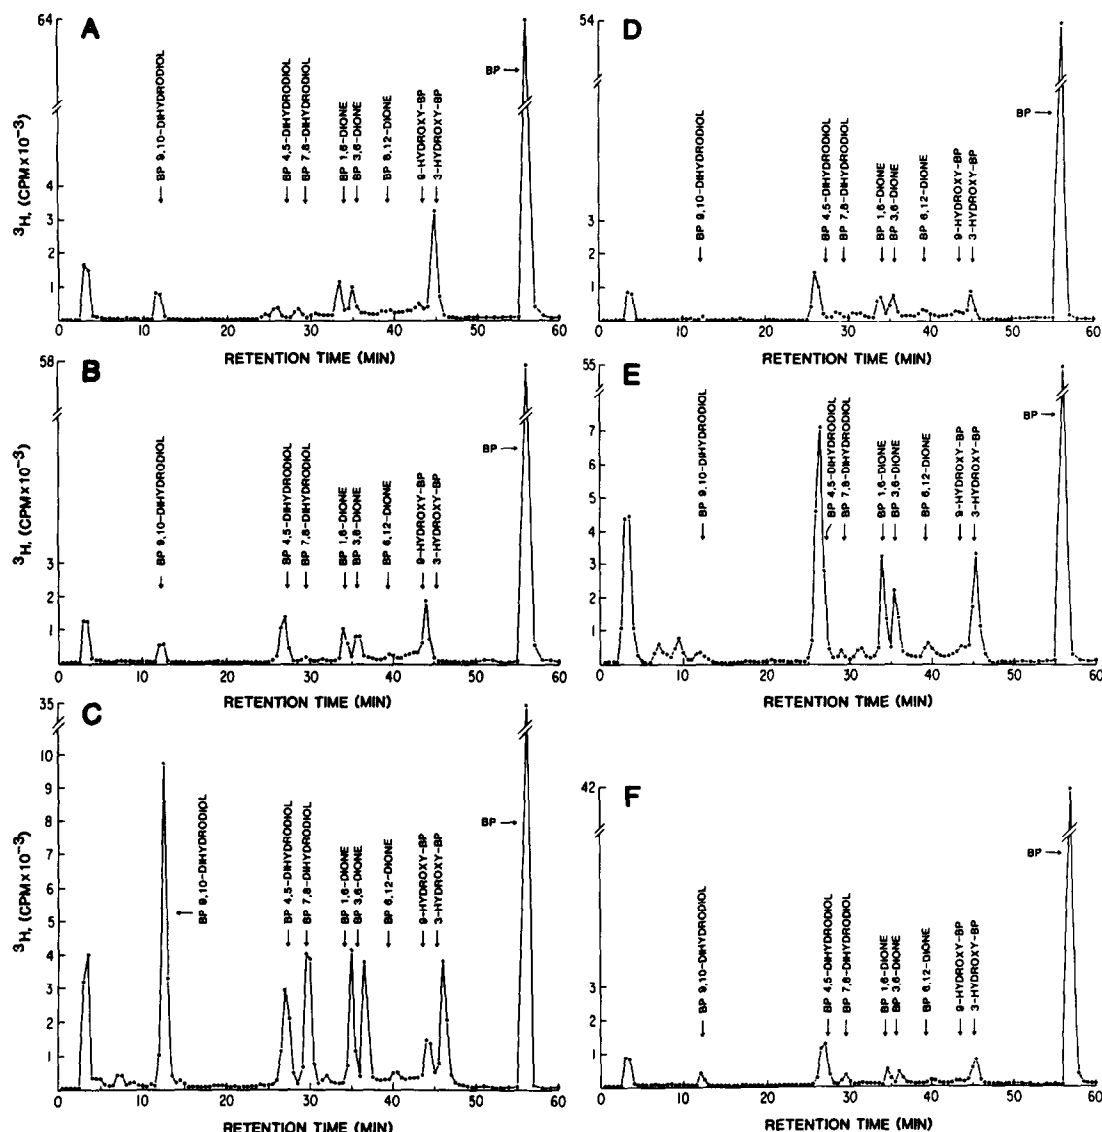 A
64
4
3
2
1
³H, (CPM×10⁻³)
BP 9,10-DIHYDRODIOL
BP 4,5-DIHYDRODIOL
BP 7,8-DIHYDRODIOL
BP 1,6-DIONE
BP 3,6-DIONE
BP 6,12-DIONE
9-HYDROXY-BP
3-HYDROXY-BP
BP
0 10 20 30 40 50 60
RETENTION TIME (MIN)
B
58
3
2
1
³H, (CPM×10⁻³)
BP 9,10-DIHYDRODIOL
BP 4,5-DIHYDRODIOL
BP 7,8-DIHYDRODIOL
BP 1,6-DIONE
BP 3,6-DIONE
BP 6,12-DIONE
9-HYDROXY-BP
3-HYDROXY-BP
BP
0 10 20 30 40 50 60
RETENTION TIME (MIN)
C
35
10
9
8
7
6
5
4
3
2
1
³H, (CPM×10⁻³)
BP 9,10-DIHYDRODIOL
BP 4,5-DIHYDRODIOL
BP 7,8-DIHYDRODIOL
BP 1,6-DIONE
BP 3,6-DIONE
BP 6,12-DIONE
9-HYDROXY-BP
3-HYDROXY-BP
BP
0 10 20 30 40 50 60
RETENTION TIME (MIN)
D
54
3
2
1
BP 9,10-DIHYDRODIOL
BP 4,5-DIHYDRODIOL
BP 7,8-DIHYDRODIOL
BP 1,6-DIONE
BP 3,6-DIONE
BP 6,12-DIONE
9-HYDROXY-BP
3-HYDROXY-BP
BP
0 10 20 30 40 50 60
RETENTION TIME (MIN)
E
55
7
6
5
4
3
2
1
BP 9,10-DIHYDRODIOL
BP 4,5-DIHYDRODIOL
BP 7,8-DIHYDRODIOL
BP 1,6-DIONE
BP 3,6-DIONE
BP 6,12-DIONE
9-HYDROXY-BP
3-HYDROXY-BP
BP
0 10 20 30 40 50 60
RETENTION TIME (MIN)
F
42
3
2
1
BP 9,10-DIHYDRODIOL
BP 4,5-DIHYDRODIOL
BP 7,8-DIHYDRODIOL
BP 1,6-DIONE
BP 3,6-DIONE
BP 6,12-DIONE
9-HYDROXY-BP
3-HYDROXY-BP
BP
0 10 20 30 40 50 60
RETENTION TIME (MIN)